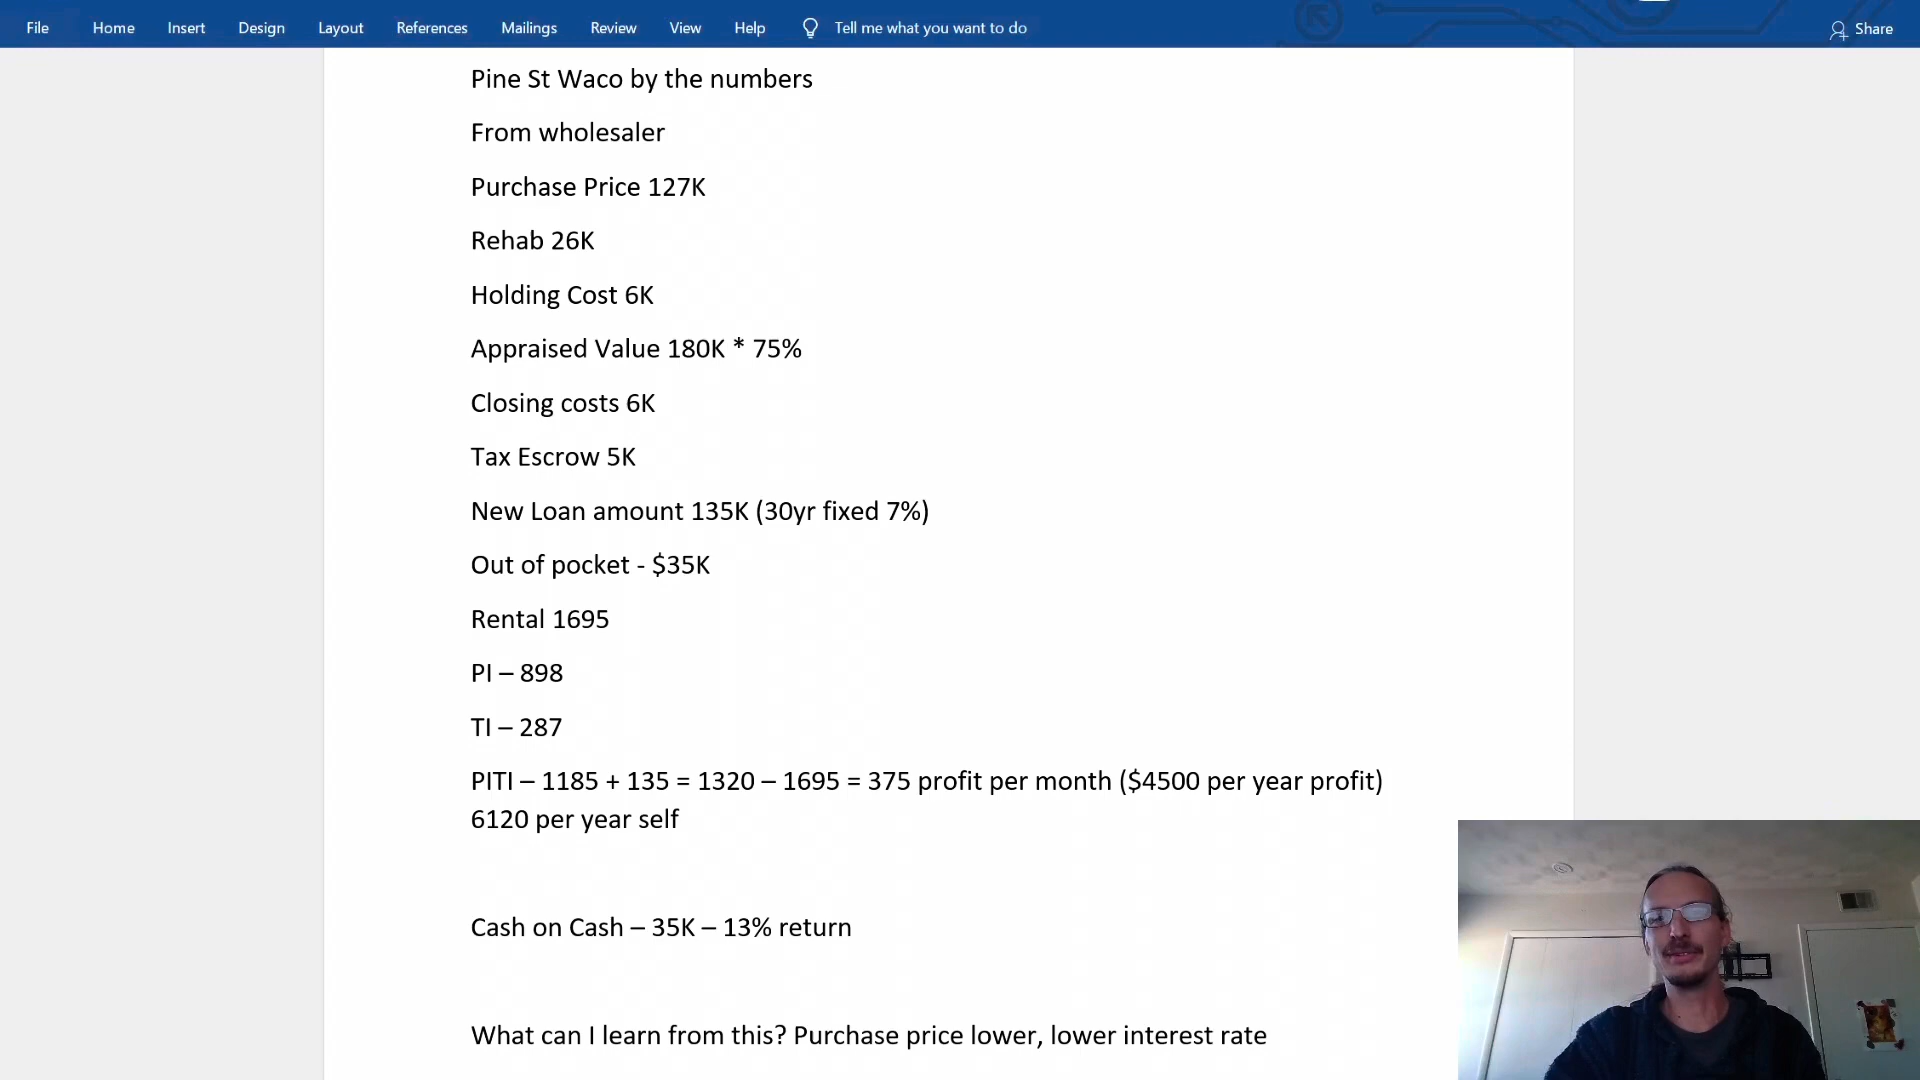 File Home Insert Design Layout References Mailings Review View Help Tell me what you want to do Share
Pine St Waco by the numbers
From wholesaler
Purchase Price 127K
Rehab 26K
Holding Cost 6K
Appraised Value 180K * 75%
Closing costs 6K
Tax Escrow 5K
New Loan amount 135K (30yr fixed 7%)
Out of pocket - $35K
Rental 1695
PI – 898
TI – 287
PITI – 1185 + 135 = 1320 – 1695 = 375 profit per month ($4500 per year profit)
6120 per year self
Cash on Cash – 35K – 13% return
What can I learn from this? Purchase price lower, lower interest rate